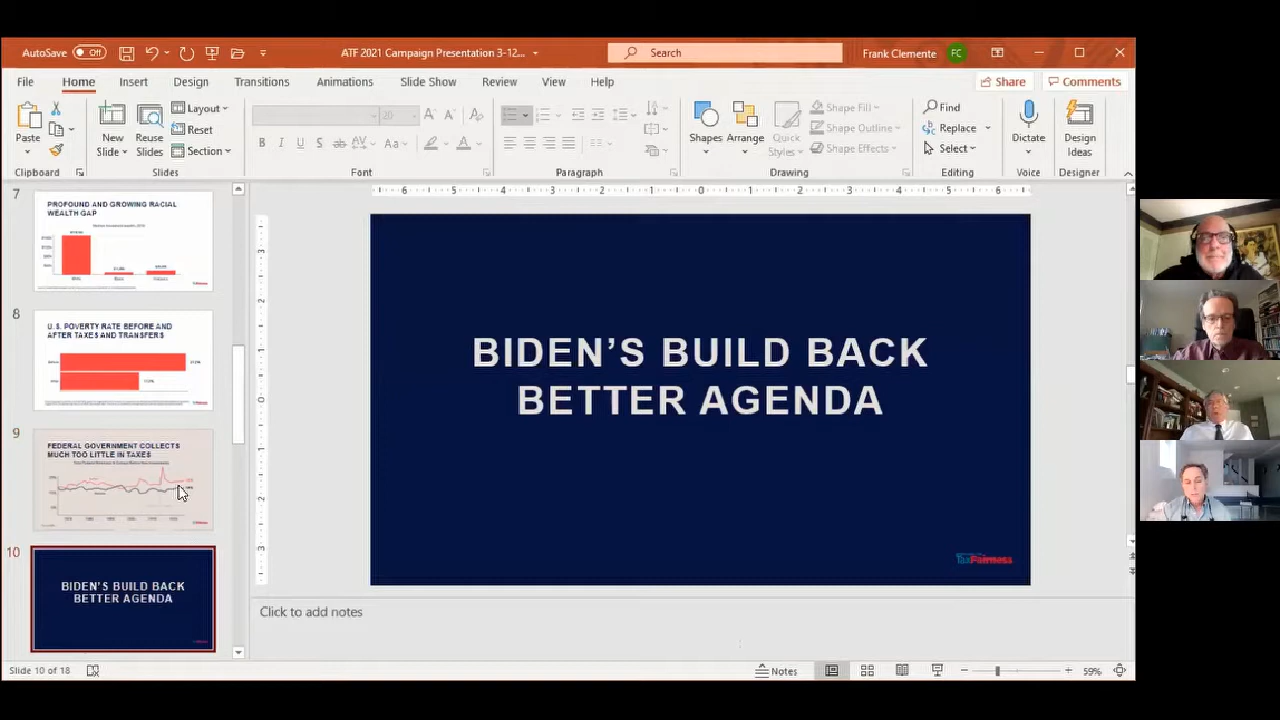 AutoSave
Off
ATF 2021 Campaign Presentation 3-12...
Search
Frank Clemente
FC
File
Home
Insert
Design
Transitions
Animations
Slide Show
Review
View
Help
Share
Comments
Paste
New
Slides
Reuse
Slides
Layout
Reset
Section
20
Shapes
Arrange
Quick
Styles
Shape Fill
Shape Outline
Shape Effects
Find
Replace
Select
Dictate
Design
Ideas
Clipboard
Slides
Font
Paragraph
Drawing
Editing
Voice
Designer
7
PROFOUND AND GROWING RACIAL
WEALTH GAP
8
U.S. POVERTY RATE BEFORE AND
AFTER TAXES AND TRANSFERS
9
FEDERAL GOVERNMENT COLLECTS
MUCH TOO LITTLE IN TAXES
10
BIDEN'S BUILD BACK
BETTER AGENDA
BIDEN'S BUILD BACK
BETTER AGENDA
TaxFairness
Click to add notes
Slide 10 of 18
Notes
59%